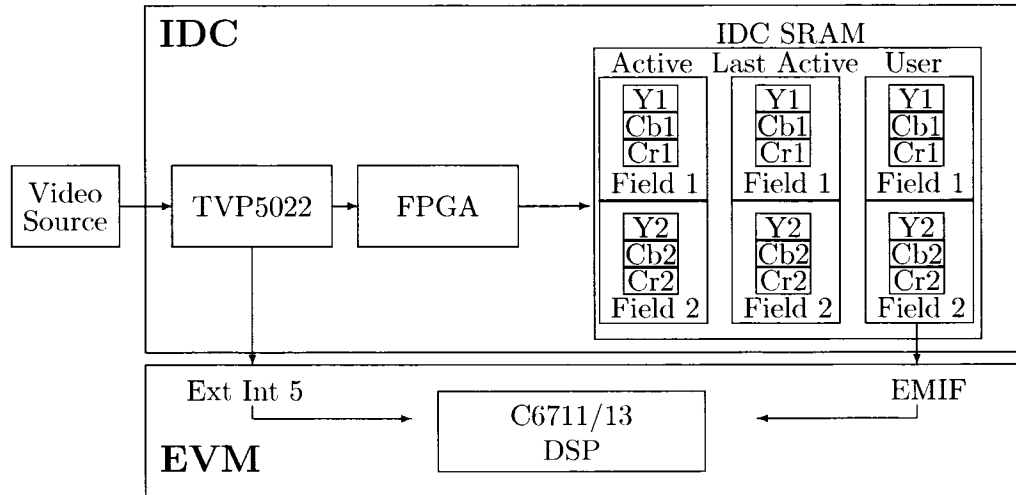 IDC
IDC SRAM
Active Last Active User
Y1 Y1 Y1
Cb1 Cb1 Cb1
Cr1 Cr1 Cr1
Field 1 Field 1 Field 1
Video
Source
TVP5022
FPGA
Y2 Y2 Y2
Cb2 Cb2 Cb2
Cr2 Cr2 Cr2
Field 2 Field 2 Field 2
Ext Int 5
EMIF
C6711/13
DSP
EVM